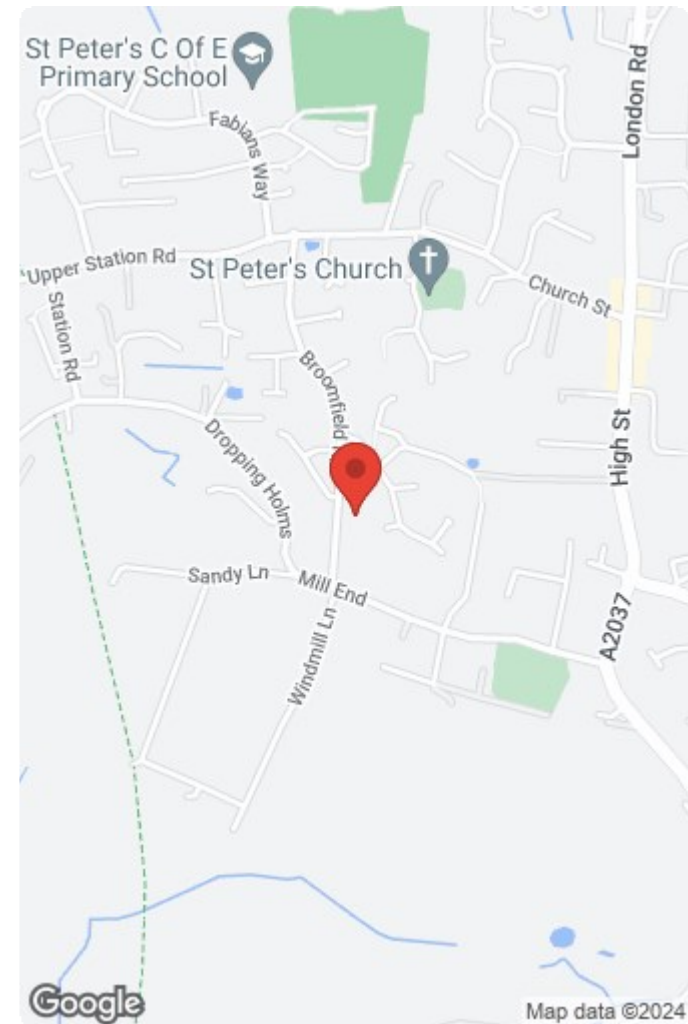 St Peter's C Of E
Primary School
London Rd
Fabians Way
Upper Station Rd
St Peter's Church
Church St
Station Rd
Broomfield
High St
Dropping Holms
Sandy Ln
Mill End
Windmill Ln
A2037
Google
Map data ©2024